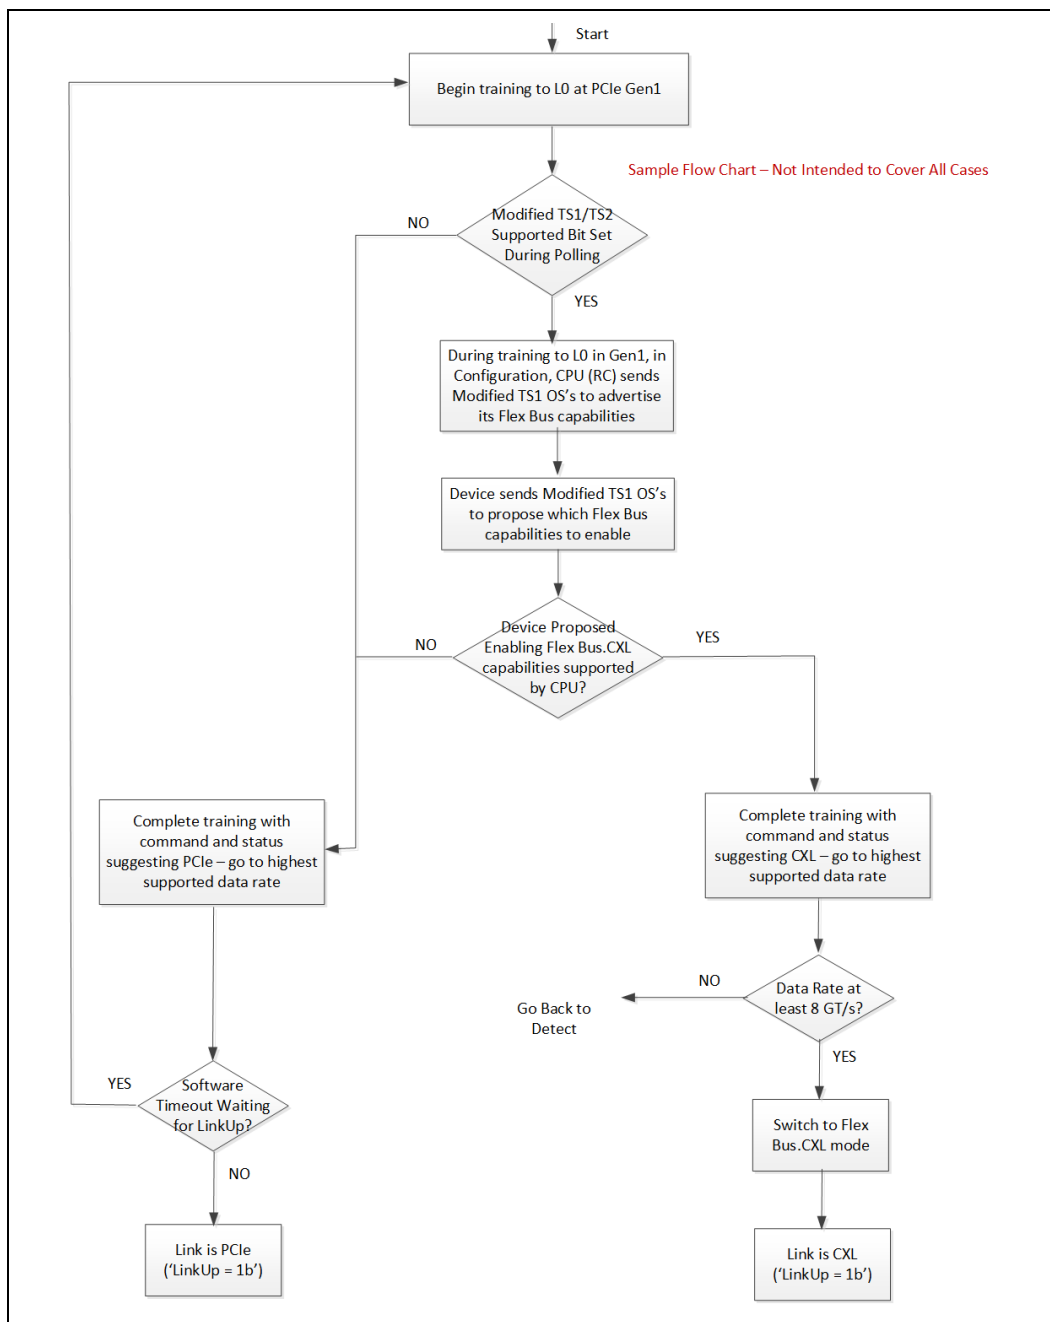 Start
Begin training to L0 at PCIe Gen1
Sample Flow Chart – Not Intended to Cover All Cases
Modified TS1/TS2
Supported Bit Set
During Polling
NO
YES
During training to L0 in Gen1, in
Configuration, CPU (RC) sends
Modified TS1 OS’s to advertise
its Flex Bus capabilities
Device sends Modified TS1 OS’s
to propose which Flex Bus
capabilities to enable
Device Proposed
Enabling Flex Bus.CXL
capabilities supported
by CPU?
NO
YES
Complete training with
command and status
suggesting PCIe – go to highest
supported data rate
Complete training with
command and status
suggesting CXL – go to highest
supported data rate
Data Rate at
least 8 GT/s?
NO
Go Back to
Detect
YES
Software
Timeout Waiting
for LinkUp?
YES
NO
Switch to Flex
Bus.CXL mode
Link is PCIe
(‘LinkUp = 1b’)
Link is CXL
(‘LinkUp = 1b’)